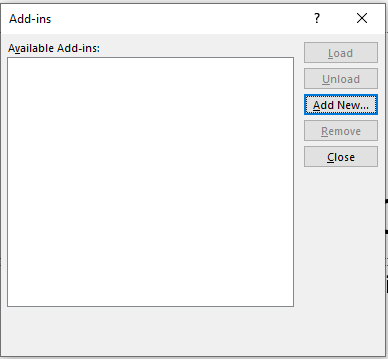 Add-ins
?
Available Add-ins:
Load
Unload
Add New...
Remove
Close